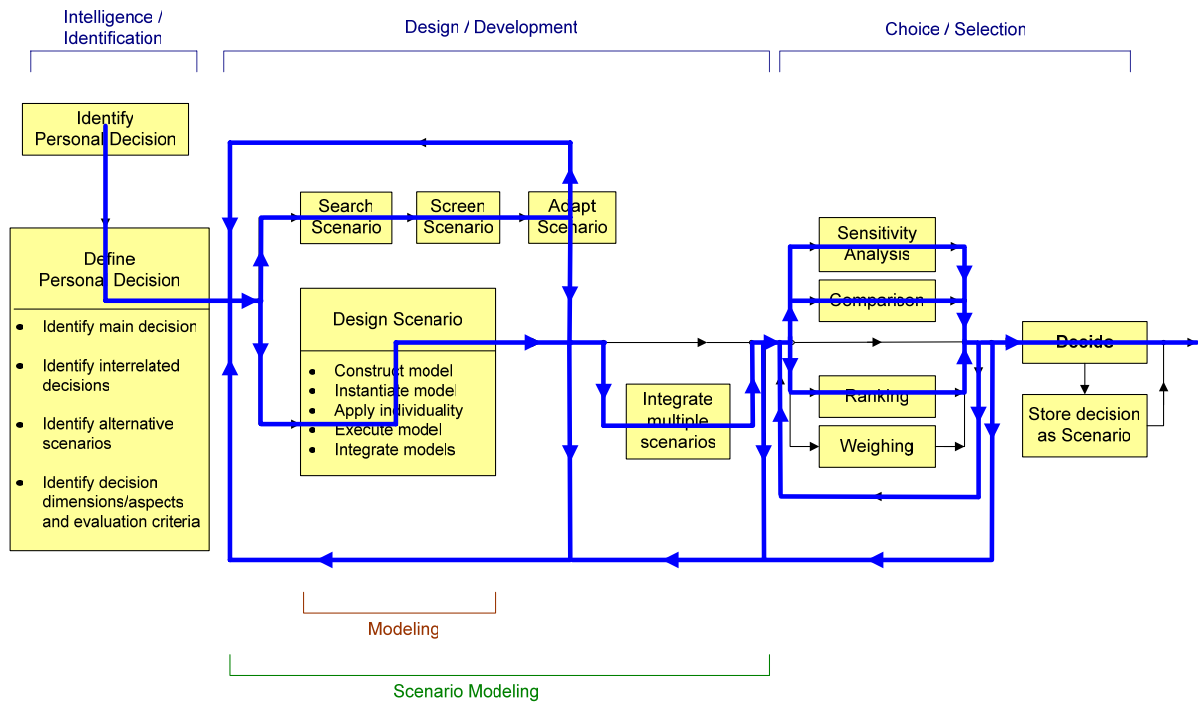 Intelligence /
Identification
Design / Development
Choice / Selection
Identify
Personal Decision
Define
Personal Decision
• Identify main decision
• Identify interrelated
decisions
• Identify alternative
scenarios
• Identify decision
dimensions/aspects
and evaluation criteria
Search
Scenario
Screen
Scenario
Adapt
Scenario
Design Scenario
• Construct model
• Instantiate model
• Apply individuality
• Execute model
• Integrate models
Integrate
multiple
scenarios
Sensitivity
Analysis
Comparison
Ranking
Weighing
Decide
Store decision
as Scenario
Modeling
Scenario Modeling